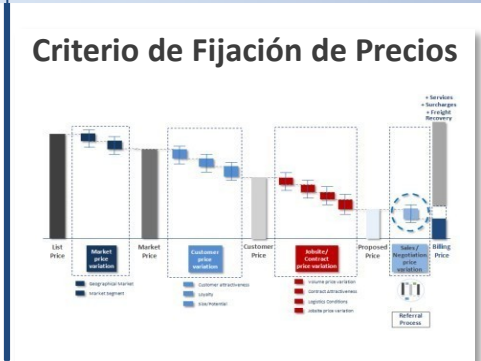 Criterio de Fijación de Precios
+ Services
+ Surcharges
+ Freight
Recovery
List
Price
Market
price
variation
Market
Price
Customer
price
variation
Customer
Price
Jobsite/
Contract
price variation
Proposed
Price
Sales/
Negotiation
price
variation
Billing
Price
Geographical Market
Market Segment
Customer attractiveness
Loyalty
Size/Potential
Volume price variation
Contract Attractiveness
Logistics Conditions
Jobsite price variation
Referral
Process